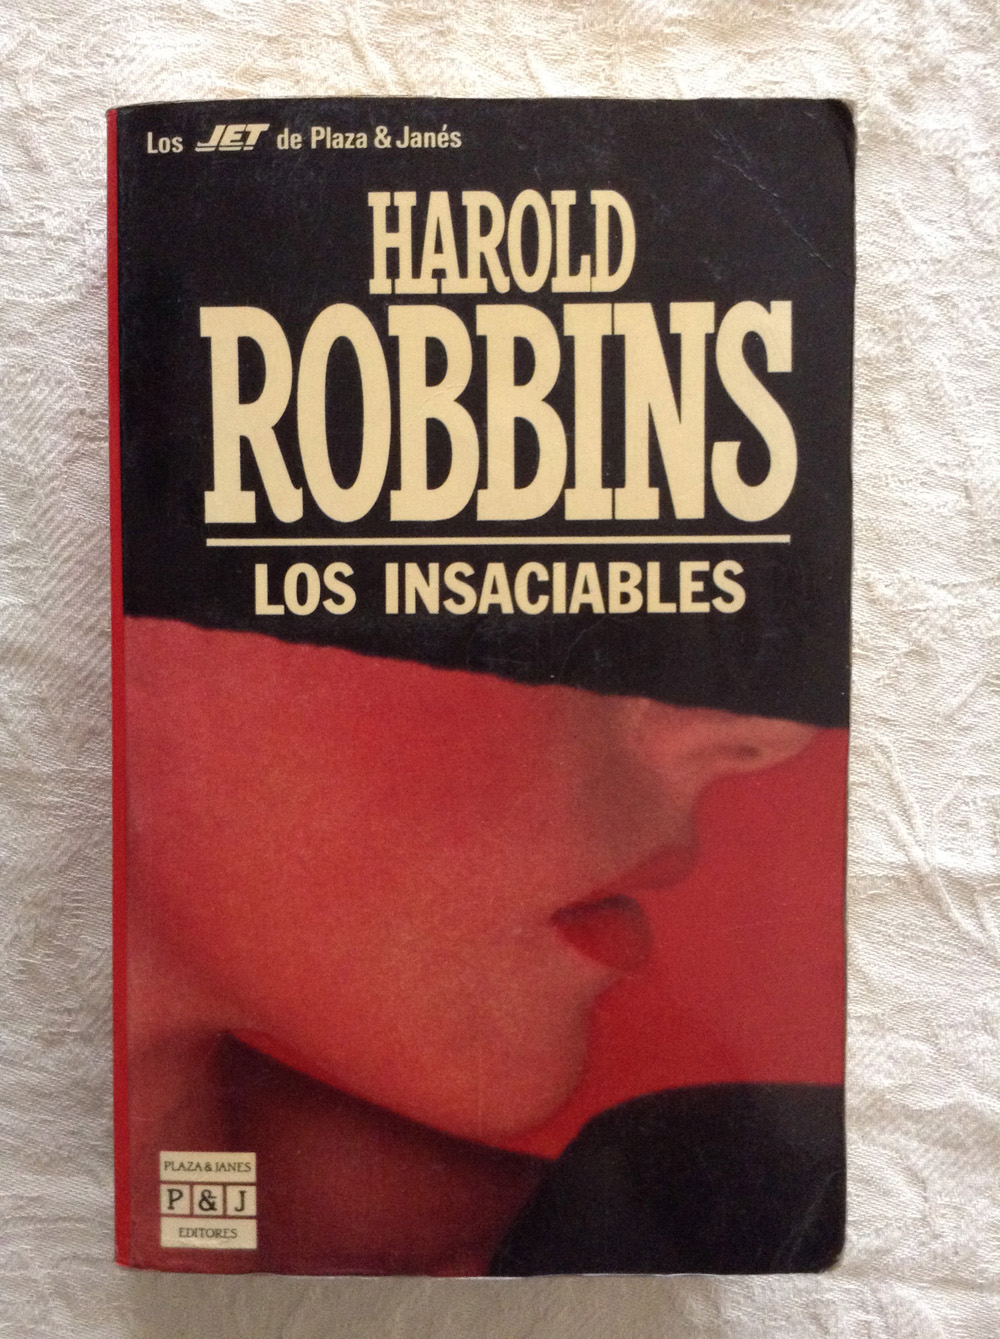 Los JET de Plaza & Janés
HAROLD
ROBBINS
LOS INSACIABLES
PLAZA & JANES
P & J
EDITORES